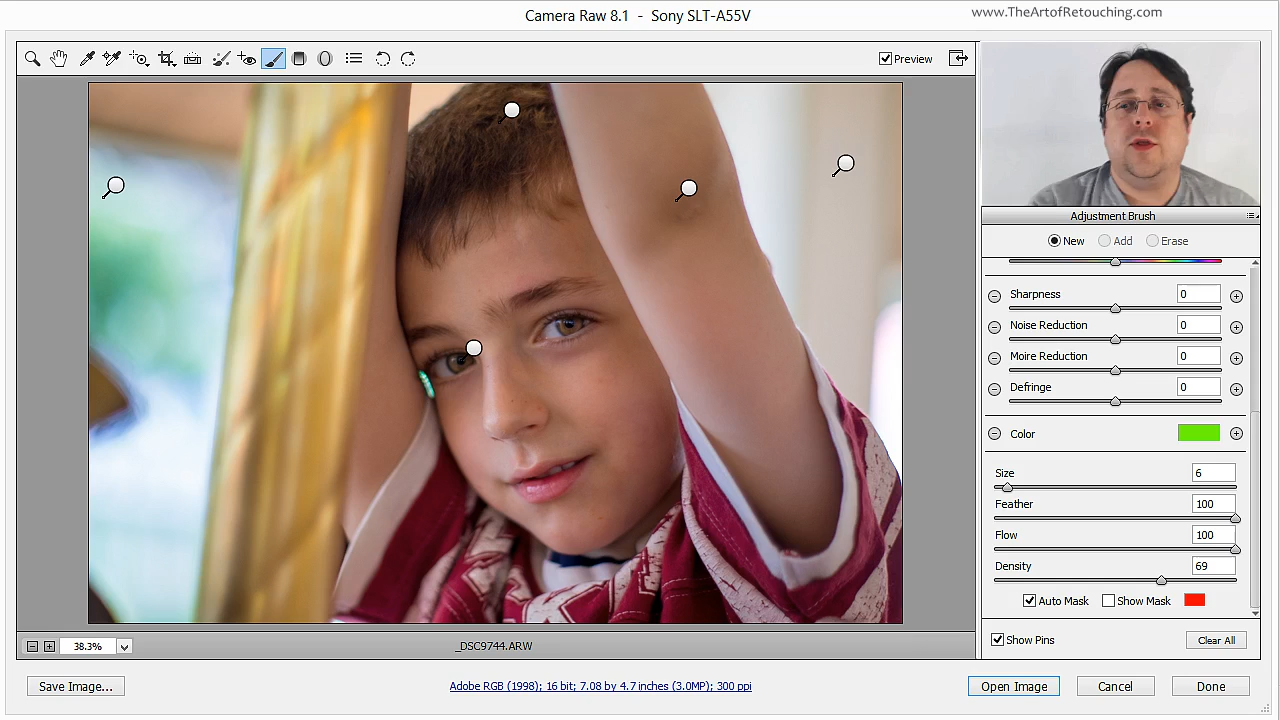 Camera Raw 8.1 - Sony SLT-A55V
www.TheArtofRetouching.com
Preview
Adjustment Brush
New Add Erase
Sharpness 0
Noise Reduction 0
Moire Reduction 0
Defringe 0
Color
Size 6
Feather 100
Flow 100
Density 69
Auto Mask Show Mask
38.3% _DSC9744.ARW
Show Pins Clear All
Save Image... Adobe RGB (1998); 16 bit; 7.08 by 4.7 inches (3.0MP); 300 ppi Open Image Cancel Done